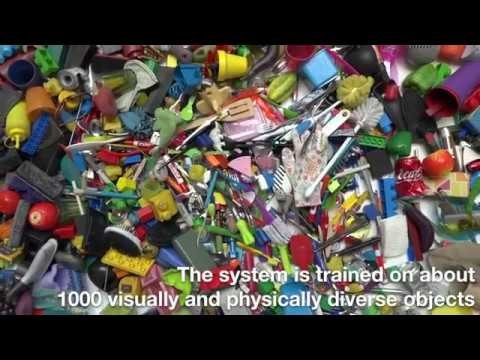 The system is trained on about
1000 visually and physically diverse objects